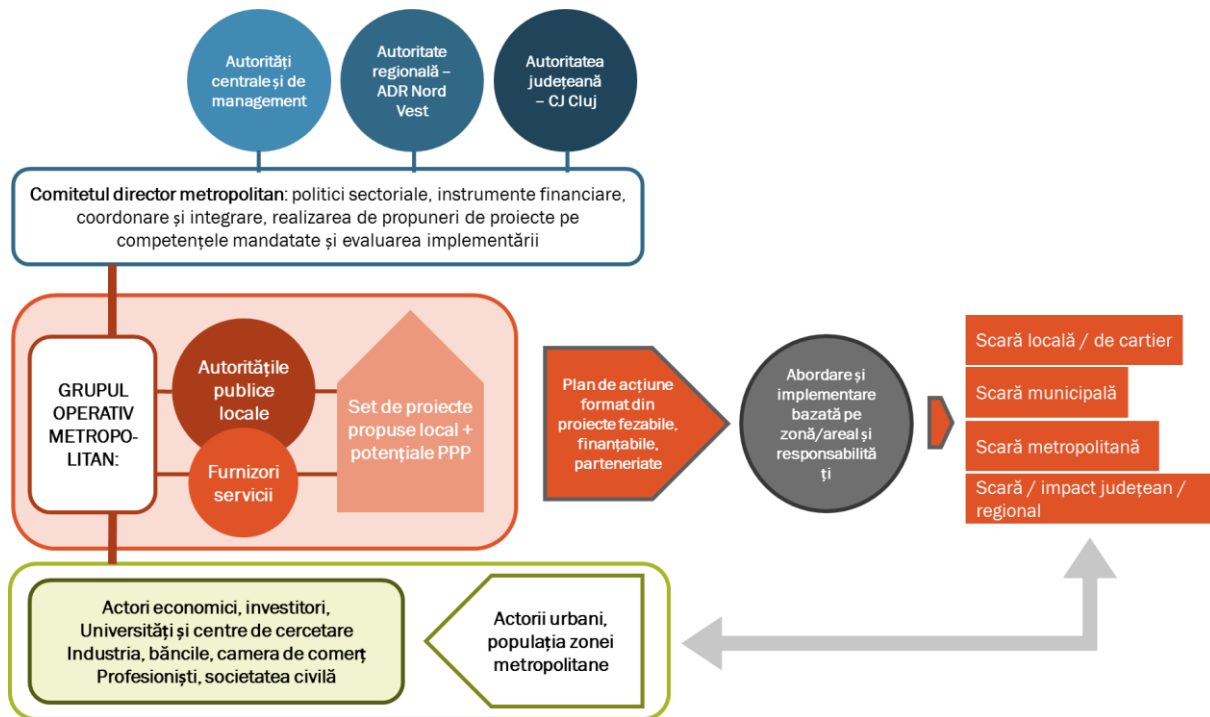 Autorități
centrale și de
management
Autoritate
regională –
ADR Nord
Vest
Autoritatea
județeană
– CJ Cluj
Comitetul director metropolitan: politici sectoriale, instrumente financiare,
coordonare și integrare, realizarea de propuneri de proiecte pe
competențele mandatate și evaluarea implementării
GRUPUL
OPERATIV
METROPO-
LITAN:
Autoritățile
publice
locale
Furnizori
servicii
Set de proiecte
propuse local +
potențiale PPP
Plan de acțiune
format din
proiecte fezabile,
finanțabile,
parteneriate
Abordare și
implementare
bazată pe
zonă/areal și
responsabilită
ți
Scară locală / de cartier
Scară municipală
Scară metropolitană
Scară / impact județean /
regional
Actori economici, investitori,
Universități și centre de cercetare
Industria, băncile, camera de comerț
Profesioniști, societatea civilă
Actorii urbani,
populația zonei
metropolitane